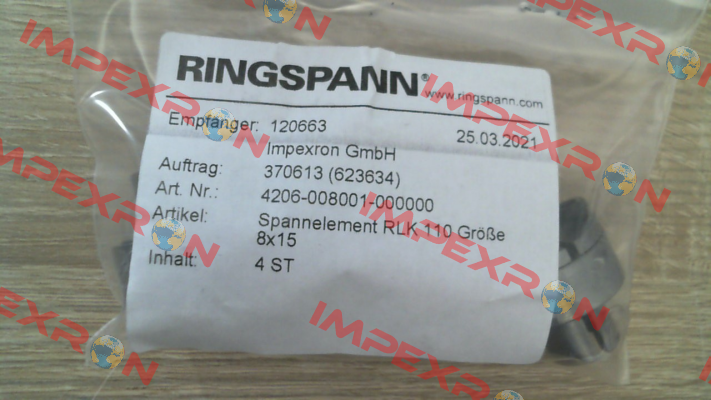 RINGSPANN®
www.ringspann.com
Empfänger: 120663 25.03.2021
Impexron GmbH
Auftrag: 370613 (623634)
Art. Nr.: 4206-008001-000000
Artikel: Spannelement RLK 110 Größe
8x15
Inhalt: 4 ST
IMPEXRON
IMPEXRON
IMPEXRON
IMPEXRON
IMPEXRON
IMPEXRON